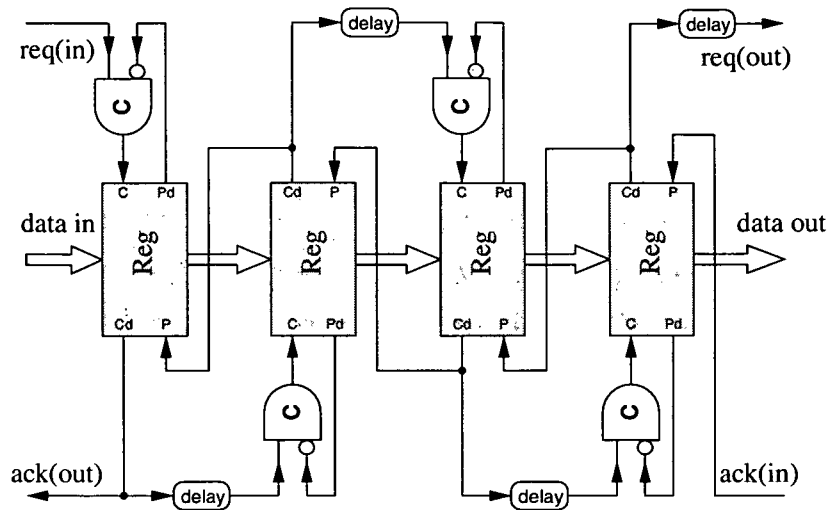 delay
delay
req(in)
req(out)
C
C
C Pd
Cd P
C Pd
Cd P
data in
Reg
Reg
Reg
Reg
data out
Cd P
C Pd
Cd P
C Pd
C
C
ack(out)
delay
delay
ack(in)